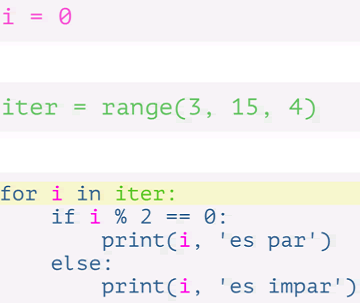 i = 0
iter = range(3, 15, 4)
for i in iter:
    if i % 2 == 0:
        print(i, 'es par')
    else:
        print(i, 'es impar')